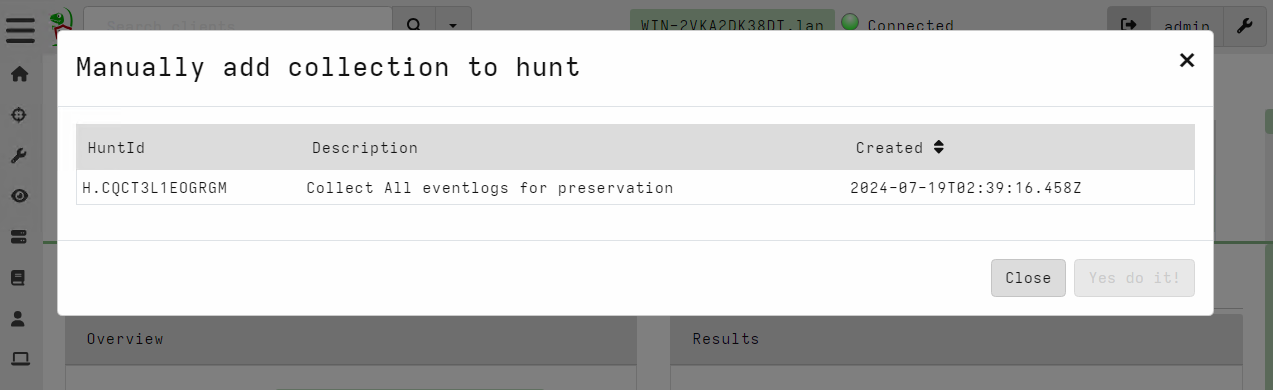 Search clients
WIN-2VKA2DK38DT.lan
Connected
admin
Manually add collection to hunt
HuntId Description Created
H.CQCT3L1EOGRGM Collect All eventlogs for preservation 2024-07-19T02:39:16.458Z
Close Yes do it!
Overview Results